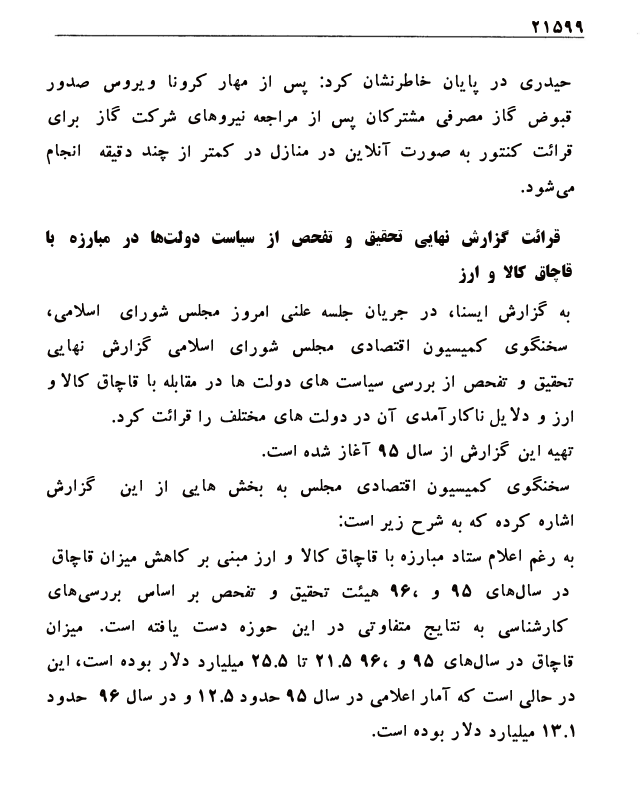 ۲۱۵۹۹
حیدری در پایان خاطرنشان کرد: پس از مهار کرونا ویروس صدور
قبوض گاز مصرفی مشترکان پس از مراجعه نیروهای شرکت گاز برای
قرائت کنتور به صورت آنلاین در منازل در کمتر از چند دقیقه انجام
می‌شود.
قرائت گزارش نهایی تحقیق و تفحص از سیاست دولت‌ها در مبارزه با
قاچاق کالا و ارز
به گزارش ایسنا، در جریان جلسه علنی امروز مجلس شورای اسلامی،
سخنگوی کمیسیون اقتصادی مجلس شورای اسلامی گزارش نهایی
تحقیق و تفحص از بررسی سیاست های دولت ها در مقابله با قاچاق کالا و
ارز و دلایل ناکارآمدی آن در دولت های مختلف را قرائت کرد.
تهیه این گزارش از سال ۹۵ آغاز شده است.
سخنگوی کمیسیون اقتصادی مجلس به بخش هایی از این گزارش
اشاره کرده که به شرح زیر است:
به رغم اعلام ستاد مبارزه با قاچاق کالا و ارز مبنی بر کاهش میزان قاچاق
در سال‌های ۹۵ و ۹۶، هیئت تحقیق و تفحص بر اساس بررسی‌های
کارشناسی به نتایج متفاوتی در این حوزه دست یافته است. میزان
قاچاق در سال‌های ۹۵ و ۹۶، ۲۱.۵ تا ۲۵.۵ میلیارد دلار بوده است، این
در حالی است که آمار اعلامی در سال ۹۵ حدود ۱۲.۵ و در سال ۹۶ حدود
۱۳.۱ میلیارد دلار بوده است.